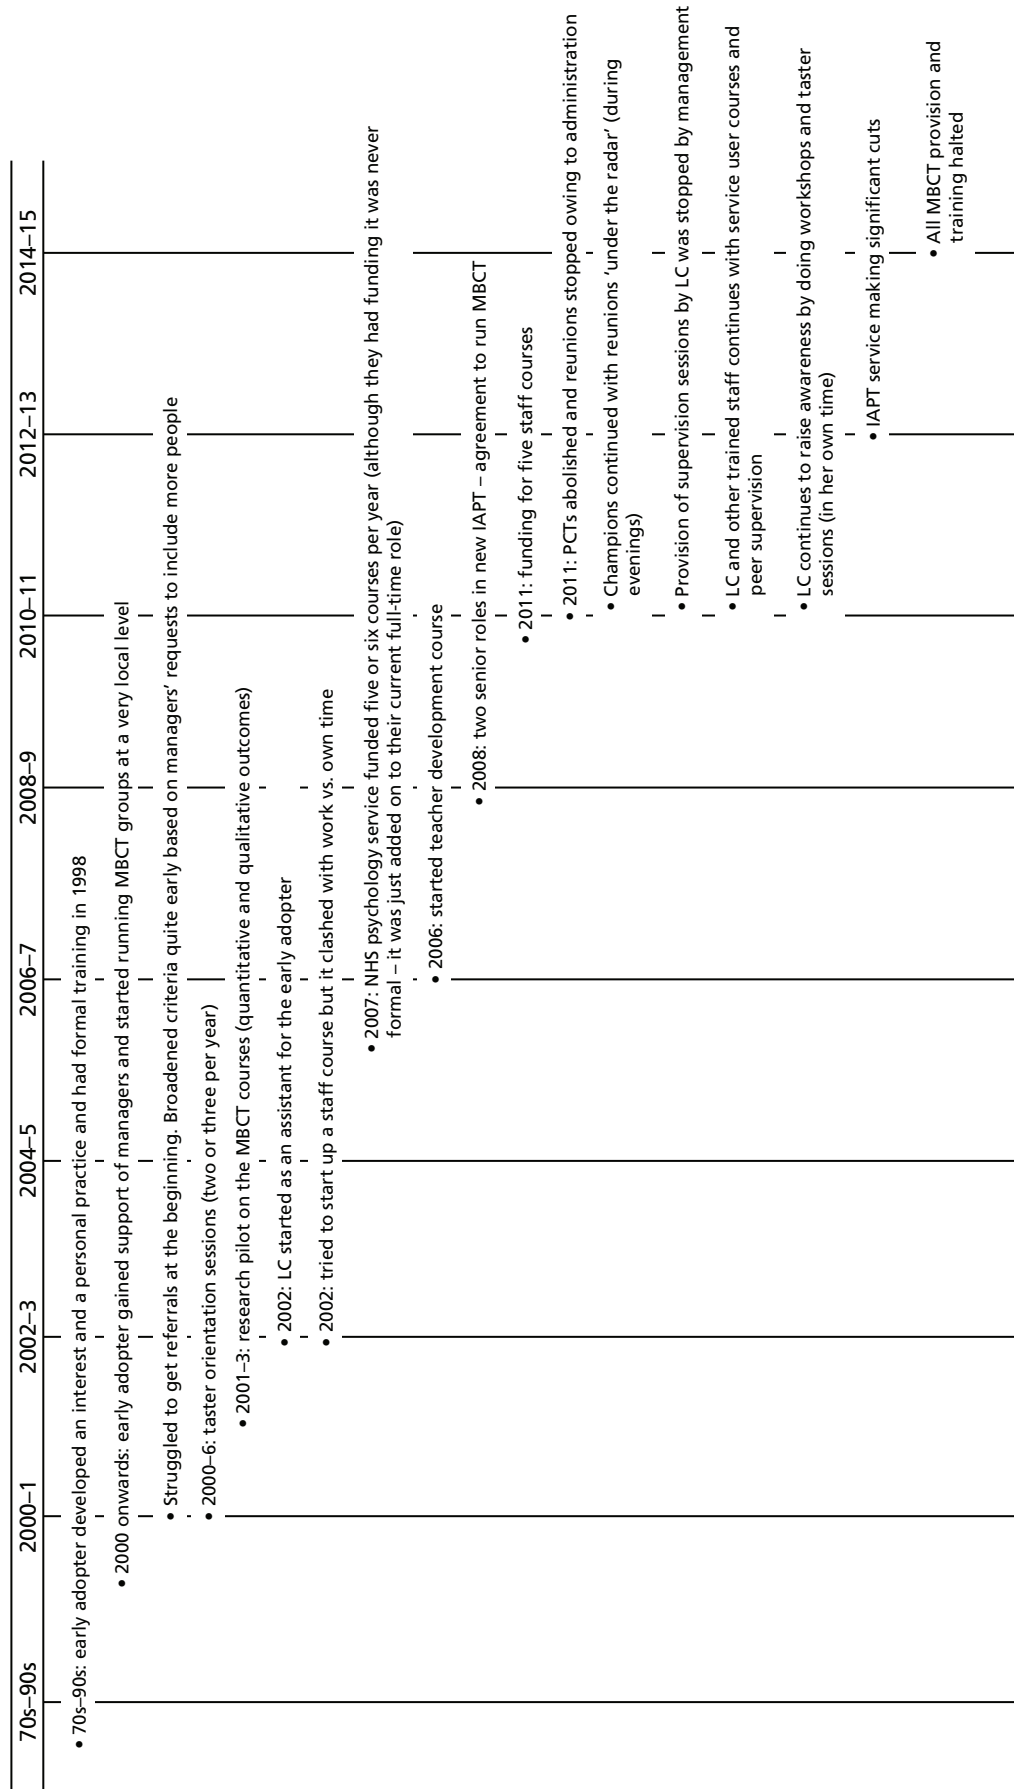 70s–90s
2000–1
2002–3
2004–5
2006–7
2008–9
2010–11
2012–13
2014–15
• 70s–90s: early adopter developed an interest and a personal practice and had formal training in 1998
• 2000 onwards: early adopter gained support of managers and started running MBCT groups at a very local level
• Struggled to get referrals at the beginning. Broadened criteria quite early based on managers’ requests to include more people
• 2000–6: taster orientation sessions (two or three per year)
• 2001–3: research pilot on the MBCT courses (quantitative and qualitative outcomes)
• 2002: LC started as an assistant for the early adopter
• 2002: tried to start up a staff course but it clashed with work vs. own time
• 2007: NHS psychology service funded five or six courses per year (although they had funding it was never
formal – it was just added on to their current full-time role)
• 2006: started teacher development course
• 2008: two senior roles in new IAPT – agreement to run MBCT
• 2011: funding for five staff courses
• 2011: PCTs abolished and reunions stopped owing to administration
• Champions continued with reunions ‘under the radar’ (during
evenings)
• Provision of supervision sessions by LC was stopped by management
• LC and other trained staff continues with service user courses and
peer supervision
• LC continues to raise awareness by doing workshops and taster
sessions (in her own time)
• IAPT service making significant cuts
• All MBCT provision and
training halted